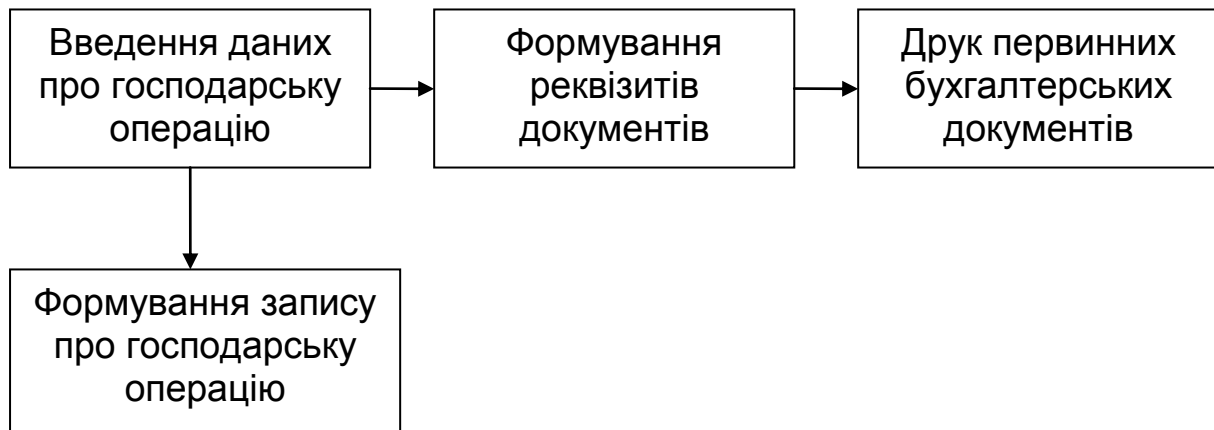 Введення даних
про господарську
операцію
Формування
реквізитів
документів
Друк первинних
бухгалтерських
документів
Формування запису
про господарську
операцію